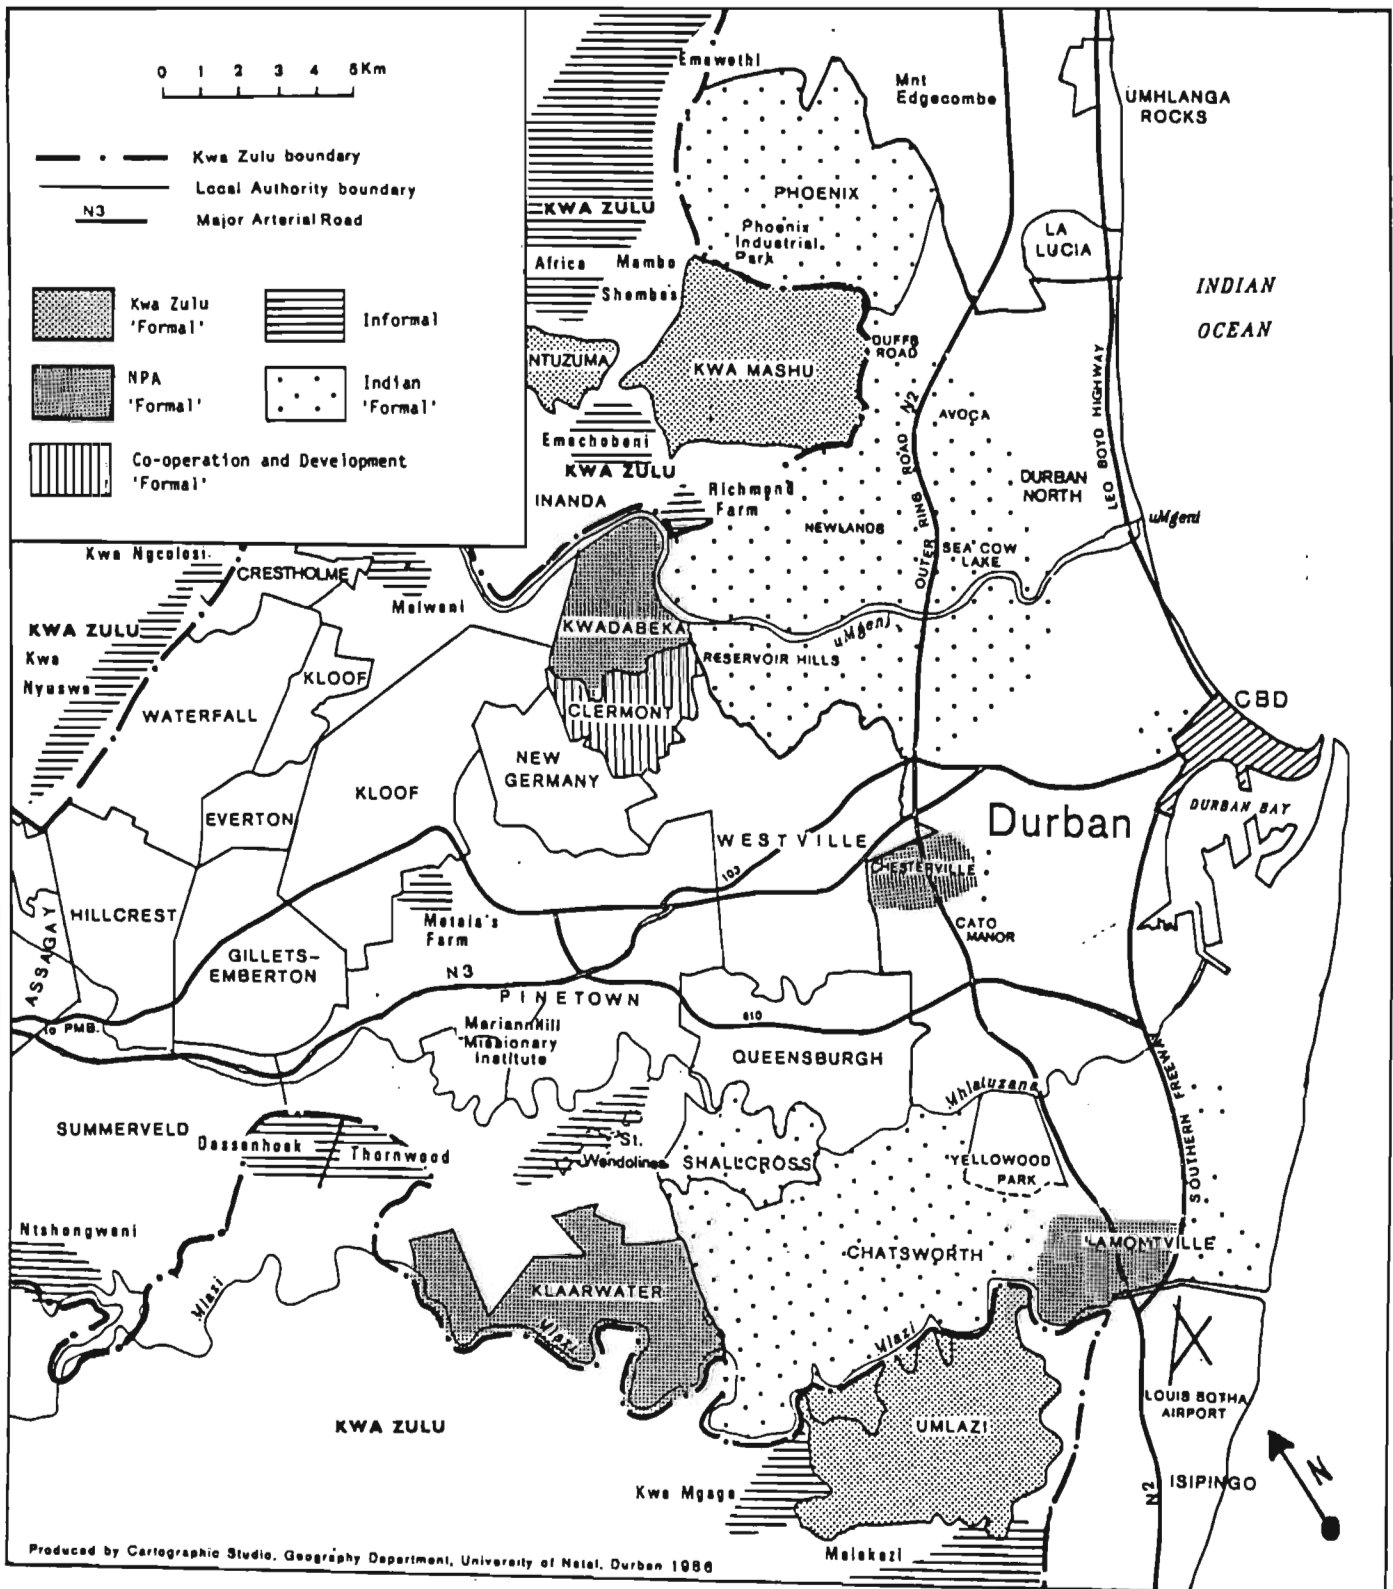 0 1 2 3 4 5Km
Kwa Zulu boundary
Local Authority boundary
N3
Major Arterial Road
Kwa Zulu
'Formal'
Informal
NPA
'Formal'
Indian
'Formal'
Co-operation and Development
'Formal'
Emawothi
Mnt
Edgecombe
UMHLANGA
ROCKS
PHOENIX
KWA ZULU
Phoenix
Industrial
Park
LA
LUCIA
Africa
Mambo
Shembes
INDIAN
OCEAN
NTUZUMA
KWA MASHU
DUFFS
ROAD
LEO BOYD HIGHWAY
N2
AVOCA
Emachobeni
KWA ZULU
INANDA
Richmond
Farm
DURBAN
NORTH
OUTER RING ROAD
NEWLANDS
uMgeni
SEA COW
LAKE
Kwa Ngcolosi
CRESTHOLME
Molweni
KWA ZULU
Kwa
Nyuswa
KWADABEKA
uMgeni
RESERVOIR HILLS
KLOOF
WATERFALL
CLERMONT
CBD
NEW
GERMANY
KLOOF
EVERTON
DURBAN BAY
Durban
WESTVILLE
103
CHESTERVILLE
HILLCREST
ASSAGAY
Motala's
Farm
CATO
MANOR
GILLETS-
EMBERTON
N3
PINETOWN
to PMB.
Mariannhill
Missionary
Institute
610
QUEENSBURGH
SOUTHERN FREEWAY
Mhlatuzana
SUMMERVELD
Dassenhoek
Thornwood
St.
Wendolines
SHALLCROSS
YELLOWOOD
PARK
Ntshongweni
LAMONTVILLE
CHATSWORTH
Mlazi
KLAARWATER
Mlazi
Mlazi
LOUIS BOTHA
AIRPORT
KWA ZULU
UMLAZI
N
Kwa Mgaga
N2
ISIPINGO
Malakazi
Produced by Cartographic Studio, Geography Department, University of Natal, Durban 1986